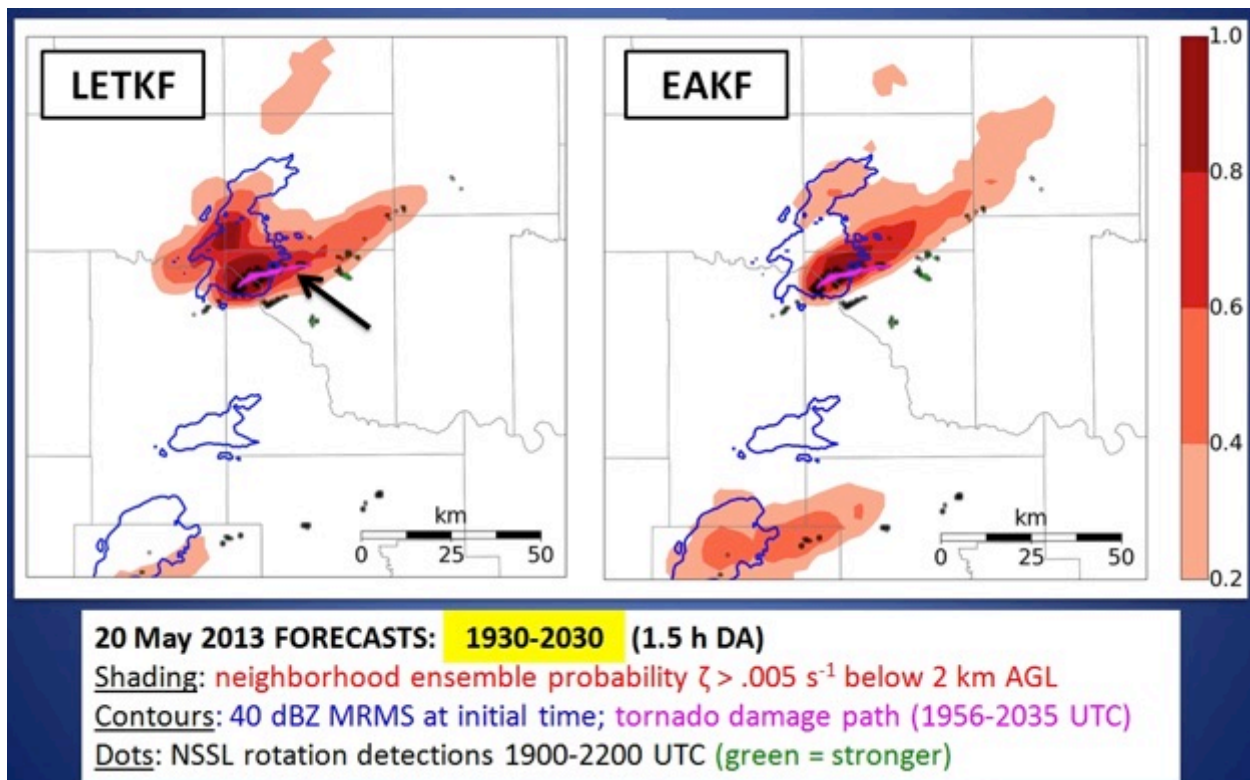 LETKF
EAKF
1.0
0.8
0.6
0.4
0.2
km
0 25 50
km
0 25 50
20 May 2013 FORECASTS: 1930-2030 (1.5 h DA)
Shading: neighborhood ensemble probability ζ > .005 s⁻¹ below 2 km AGL
Contours: 40 dBZ MRMS at initial time; tornado damage path (1956-2035 UTC)
Dots: NSSL rotation detections 1900-2200 UTC (green = stronger)